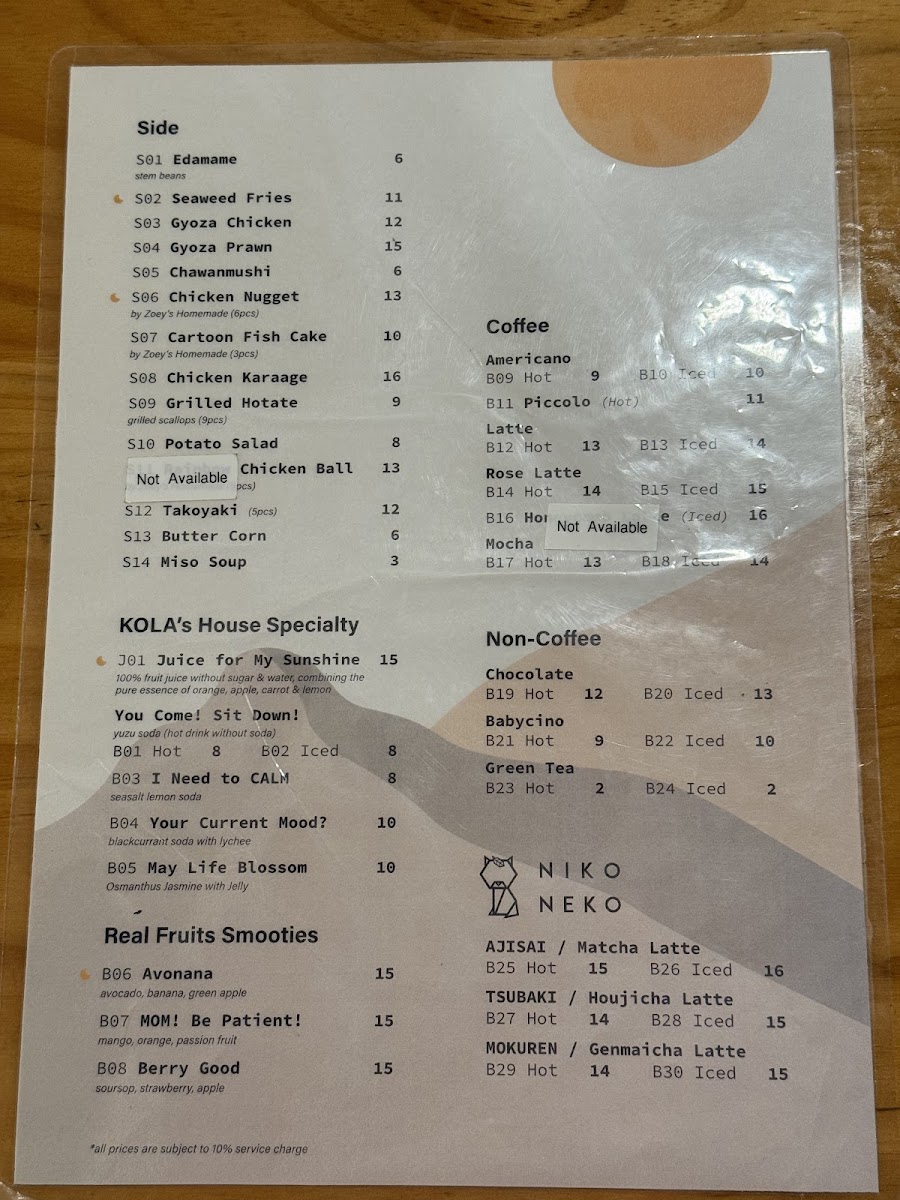 Side
S01 Edamame 6
stem beans
S02 Seaweed Fries 11
S03 Gyoza Chicken 12
S04 Gyoza Prawn 15
S05 Chawanmushi 6
S06 Chicken Nugget 13
by Zoey's Homemade (6pcs)
S07 Cartoon Fish Cake 10
by Zoey's Homemade (3pcs)
S08 Chicken Karaage 16
S09 Grilled Hotate 9
grilled scallops (9pcs)
S10 Potato Salad 8
Chicken Ball 13
Not Available pcs)
S12 Takoyaki (5pcs) 12
S13 Butter Corn 6
S14 Miso Soup 3
KOLA's House Specialty
J01 Juice for My Sunshine 15
100% fruit juice without sugar & water, combining the
pure essence of orange, apple, carrot & lemon
You Come! Sit Down!
yuzu soda (hot drink without soda)
B01 Hot 8 B02 Iced 8
B03 I Need to CALM 8
seasalt lemon soda
B04 Your Current Mood? 10
blackcurrant soda with lychee
B05 May Life Blossom 10
Osmanthus Jasmine with Jelly
Real Fruits Smooties
B06 Avonana 15
avocado, banana, green apple
B07 MOM! Be Patient! 15
mango, orange, passion fruit
B08 Berry Good 15
soursop, strawberry, apple
*all prices are subject to 10% service charge
Coffee
Americano
B09 Hot 9 B10 Iced 10
B11 Piccolo (Hot) 11
Latte
B12 Hot 13 B13 Iced 14
Rose Latte
B14 Hot 14 B15 Iced 15
B16 (Iced) 16
Not Available
Mocha
B17 Hot 13 B18 Iced 14
Non-Coffee
Chocolate
B19 Hot 12 B20 Iced 13
Babycino
B21 Hot 9 B22 Iced 10
Green Tea
B23 Hot 2 B24 Iced 2
NIKO
NEKO
AJISAI / Matcha Latte
B25 Hot 15 B26 Iced 16
TSUBAKI / Houjicha Latte
B27 Hot 14 B28 Iced 15
MOKUREN / Genmaicha Latte
B29 Hot 14 B30 Iced 15